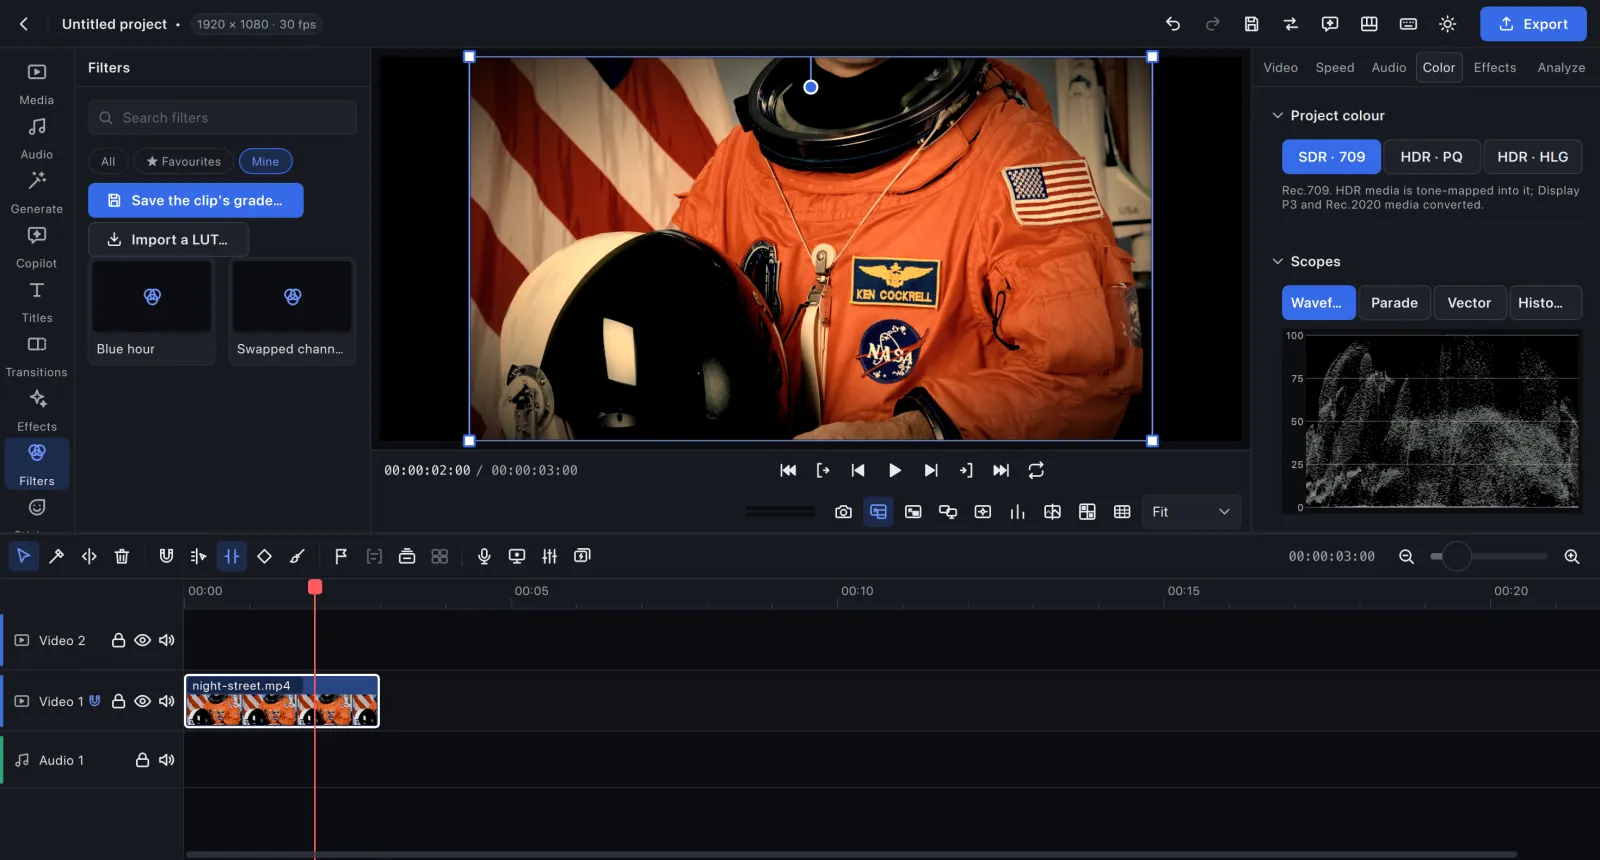 Untitled project •
1920 × 1080 · 30 fps
Export
Media
Audio
Generate
Copilot
Titles
Transitions
Effects
Filters
Filters
Search filters
All
Favourites
Mine
Save the clip's grade...
Import a LUT...
Blue hour
Swapped chann...
USA
KEN COCKRELL
NASA
00:00:02:00 / 00:00:03:00
Fit
Video
Speed
Audio
Color
Effects
Analyze
Project colour
SDR · 709
HDR · PQ
HDR · HLG
Rec.709. HDR media is tone-mapped into it; Display
P3 and Rec.2020 media converted.
Scopes
Wavef...
Parade
Vector
Histo...
100
75
50
25
0
00:00:03:00
00:00
00:05
00:10
00:15
00:20
Video 2
Video 1
night-street.mp4
Audio 1